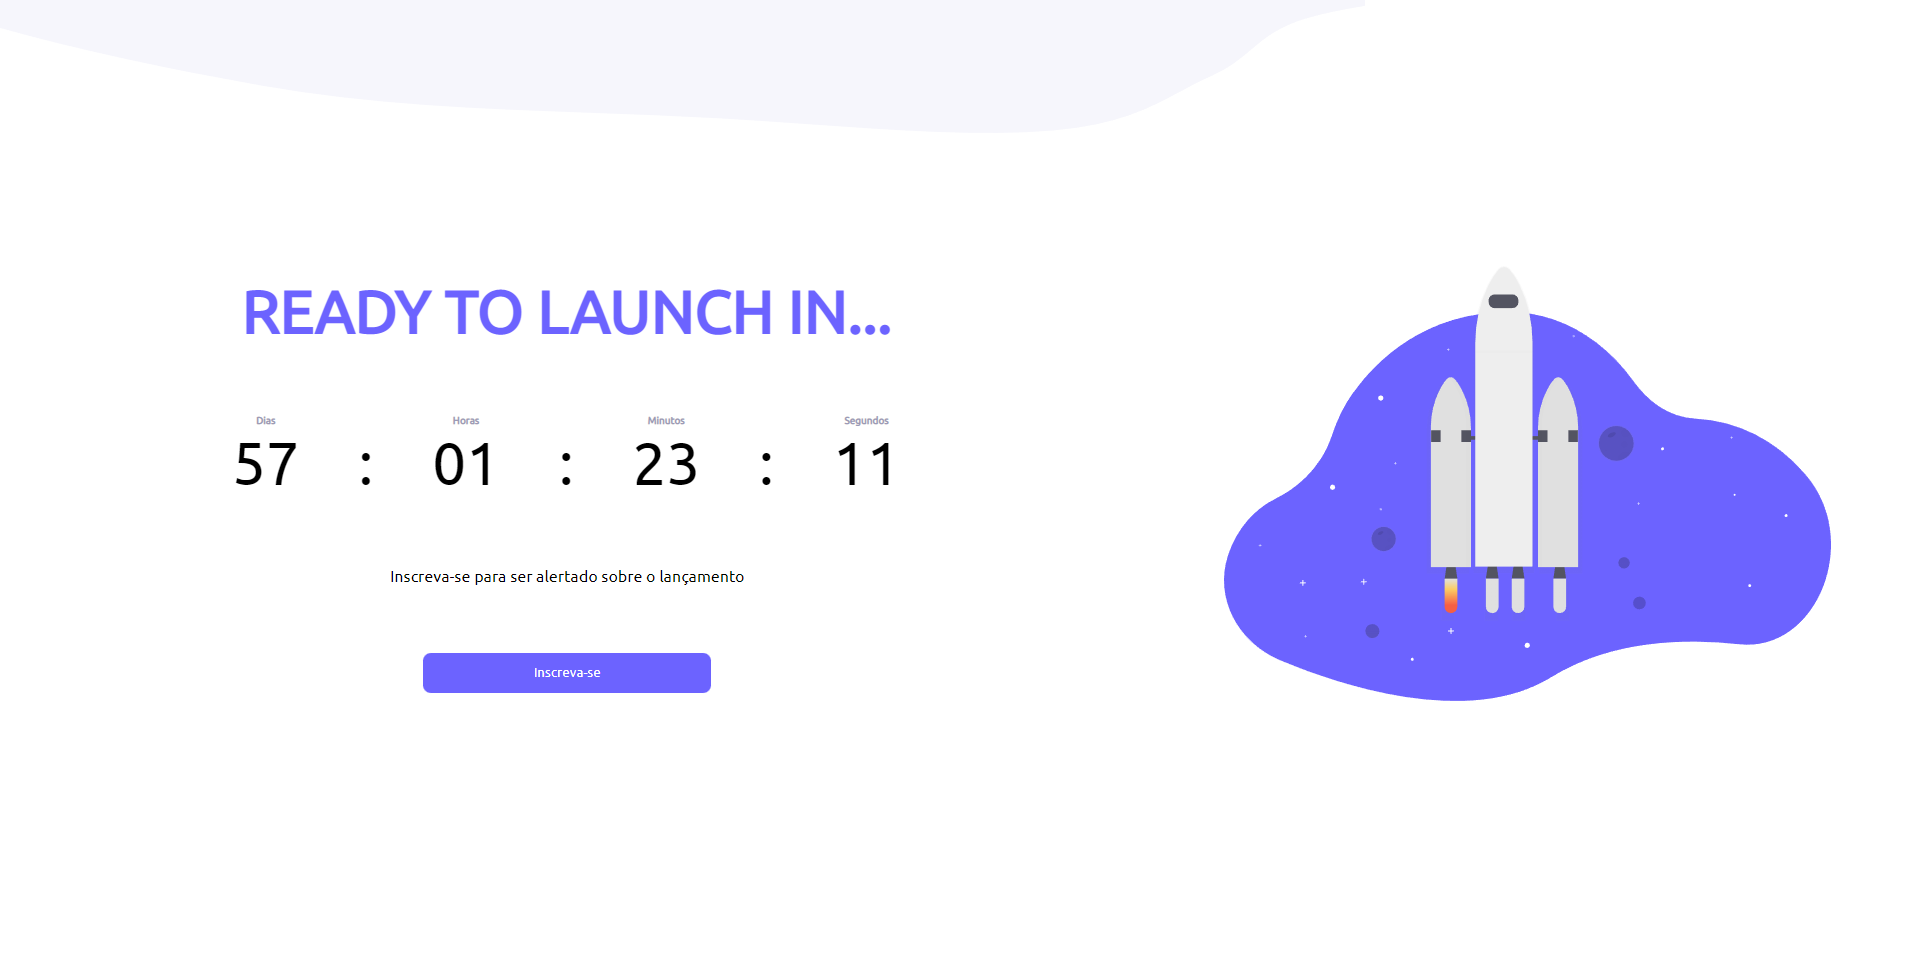 READY TO LAUNCH IN...
Dias Horas Minutos Segundos
57 : 01 : 23 : 11
Inscreva-se para ser alertado sobre o lançamento
Inscreva-se